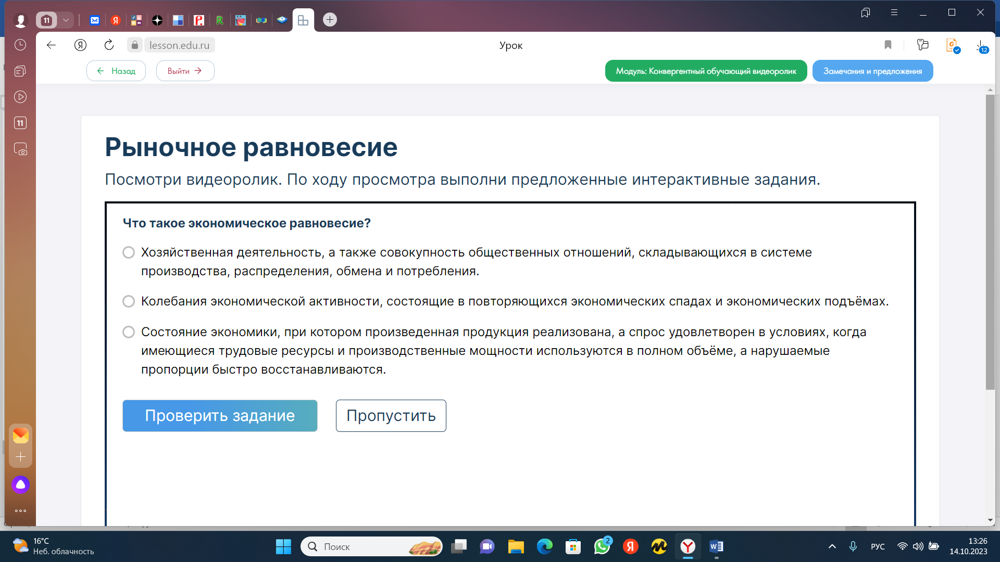 11
lesson.edu.ru
Урок
12
Назад
Выйти
Модуль: Конвергентный обучающий видеоролик
Замечания и предложения
11
Рыночное равновесие
Посмотри видеоролик. По ходу просмотра выполни предложенные интерактивные задания.
Что такое экономическое равновесие?
Хозяйственная деятельность, а также совокупность общественных отношений, складывающихся в системе
производства, распределения, обмена и потребления.
Колебания экономической активности, состоящие в повторяющихся экономических спадах и экономических подъёмах.
Состояние экономики, при котором произведенная продукция реализована, а спрос удовлетворен в условиях, когда
имеющиеся трудовые ресурсы и производственные мощности используются в полном объёме, а нарушаемые
пропорции быстро восстанавливаются.
Проверить задание
Пропустить
16°C
Неб. облачность
Поиск
2
РУС
13:26
14.10.2023